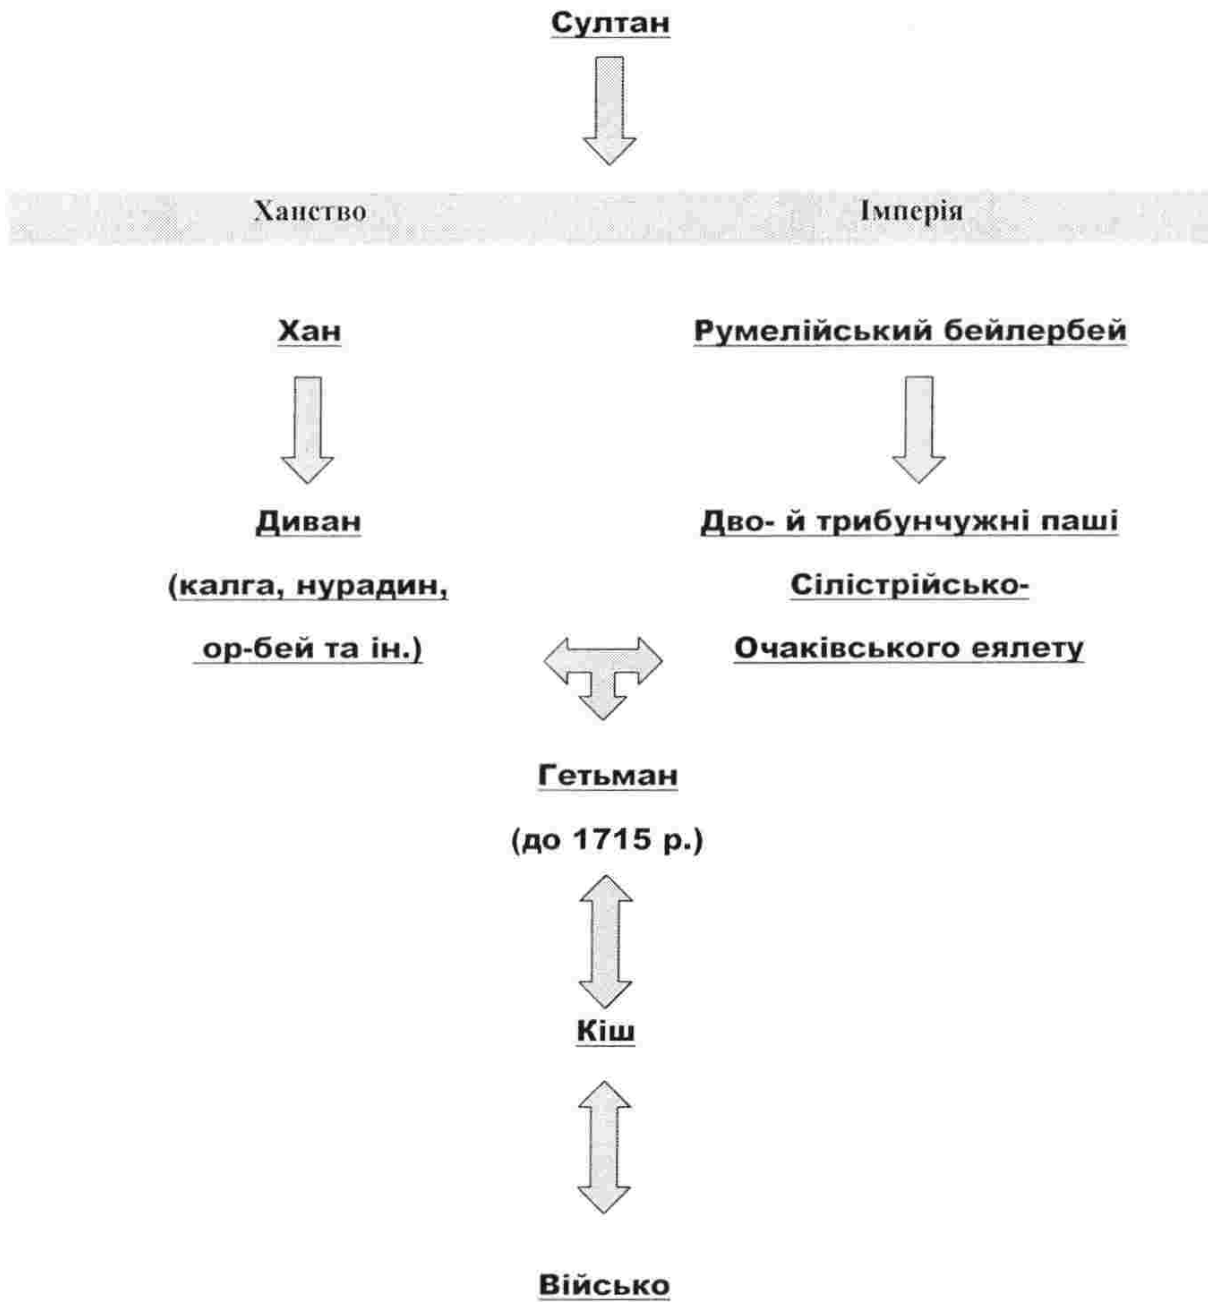 Султан
Ханство
Імперія
Хан
Румелійський бейлербей
Диван
(калга, нурадин,
ор-бей та ін.)
Дво- й трибунчужні паші
Сілістрійсько-
Очаківського еялету
Гетьман
(до 1715 р.)
Кіш
Військо